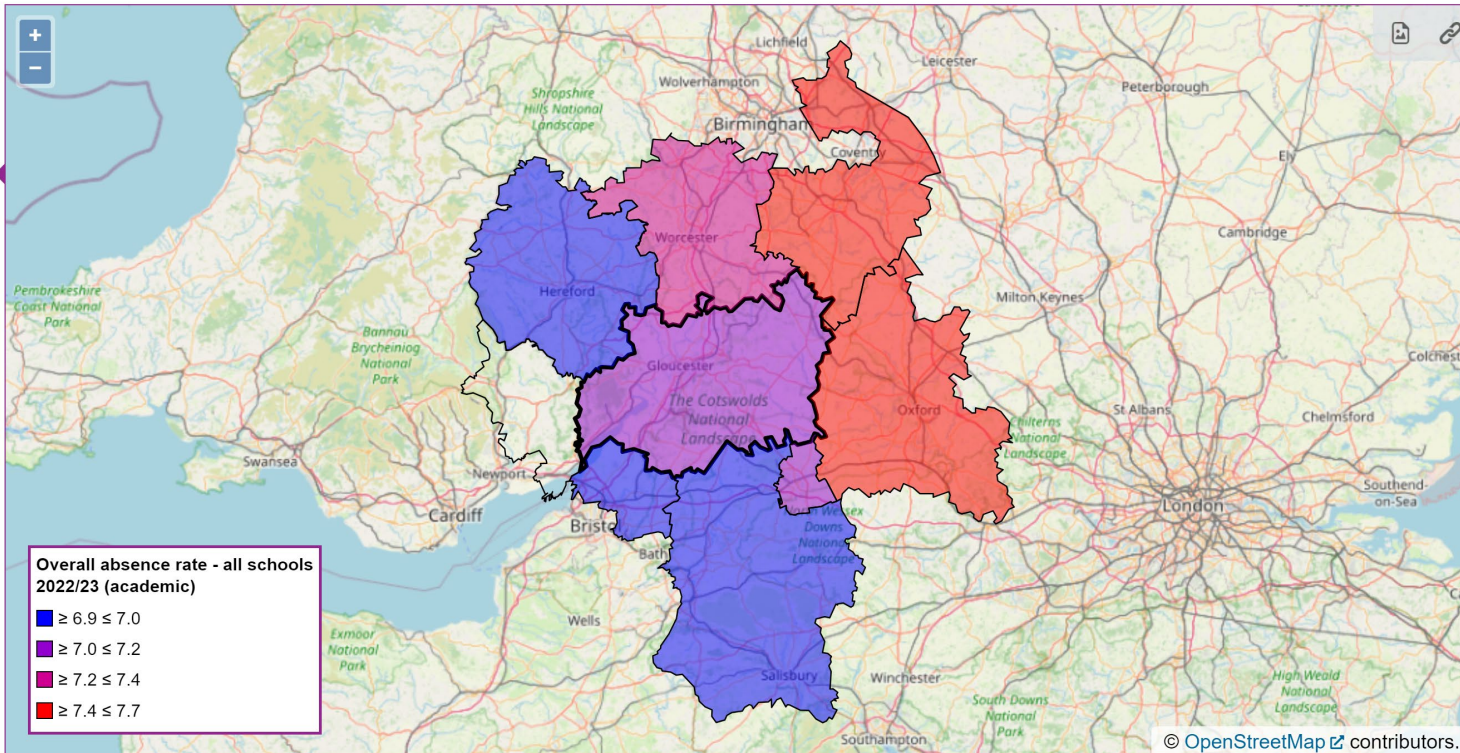 +
−
Lichfield
Leicester
Peterborough
Wolverhampton
Shropshire
Hills National
Landscape
Birmingham
Coventry
Ely
Worcester
Cambridge
Hereford
Milton Keynes
Pembrokeshire
Coast National
Park
Bannau
Brycheiniog
National
Park
Gloucester
The Cotswolds
National
Landscape
Oxford
St Albans
Chelmsford
Chilterns
National
Landscape
Swansea
Newport
Southend-
on-Sea
London
Cardiff
Bristol
Downs
National
Landscape
Bath
Wells
Exmoor
National
Park
Salisbury
Winchester
South Downs
National
Park
High Weald
National
Landscape
Southampton
Overall absence rate - all schools
2022/23 (academic)
≥ 6.9 ≤ 7.0
≥ 7.0 ≤ 7.2
≥ 7.2 ≤ 7.4
≥ 7.4 ≤ 7.7
© OpenStreetMap contributors.